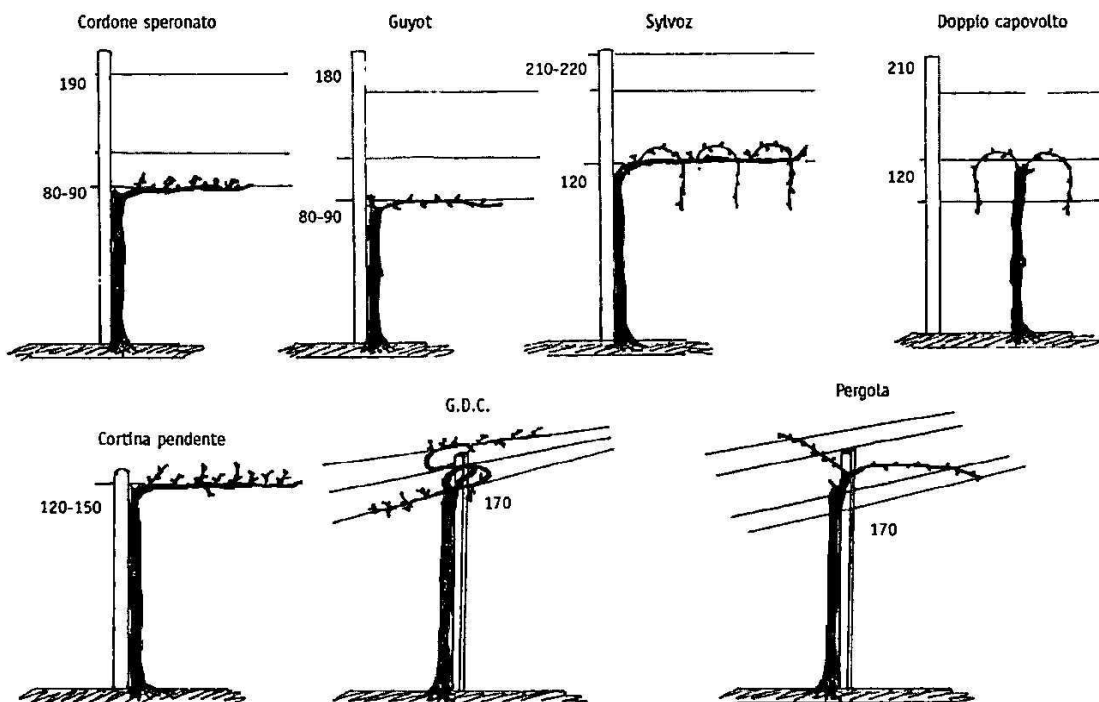 Cordone speronato
190
80-90
Guyot
180
80-90
Sylvoz
210-220
120
Doppio capovolto
210
120
Cortina pendente
120-150
G.D.C.
170
Pergola
170